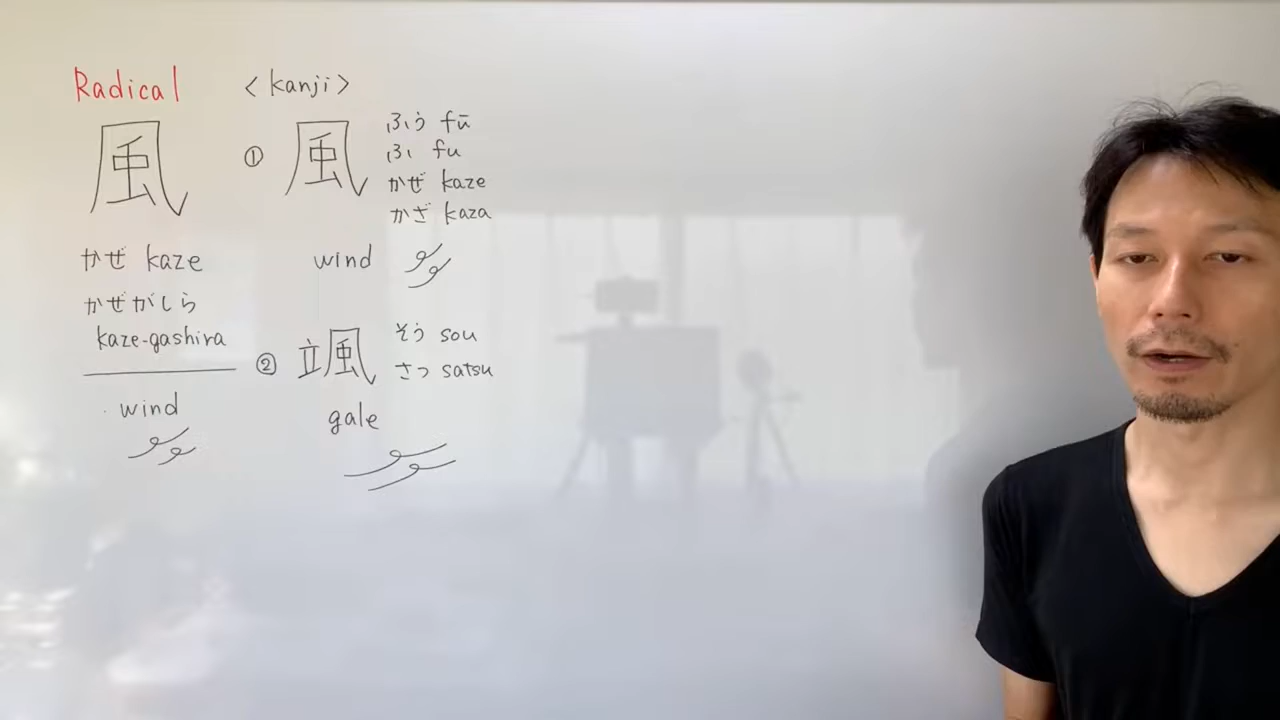 Radical
風
かぜ kaze
かぜがしら
kaze-gashira
wind
<kanji>
① 風
ふう fū
ふ fu
かぜ kaze
かざ kaza
wind
② 颯
そう sou
さっ satsu
gale